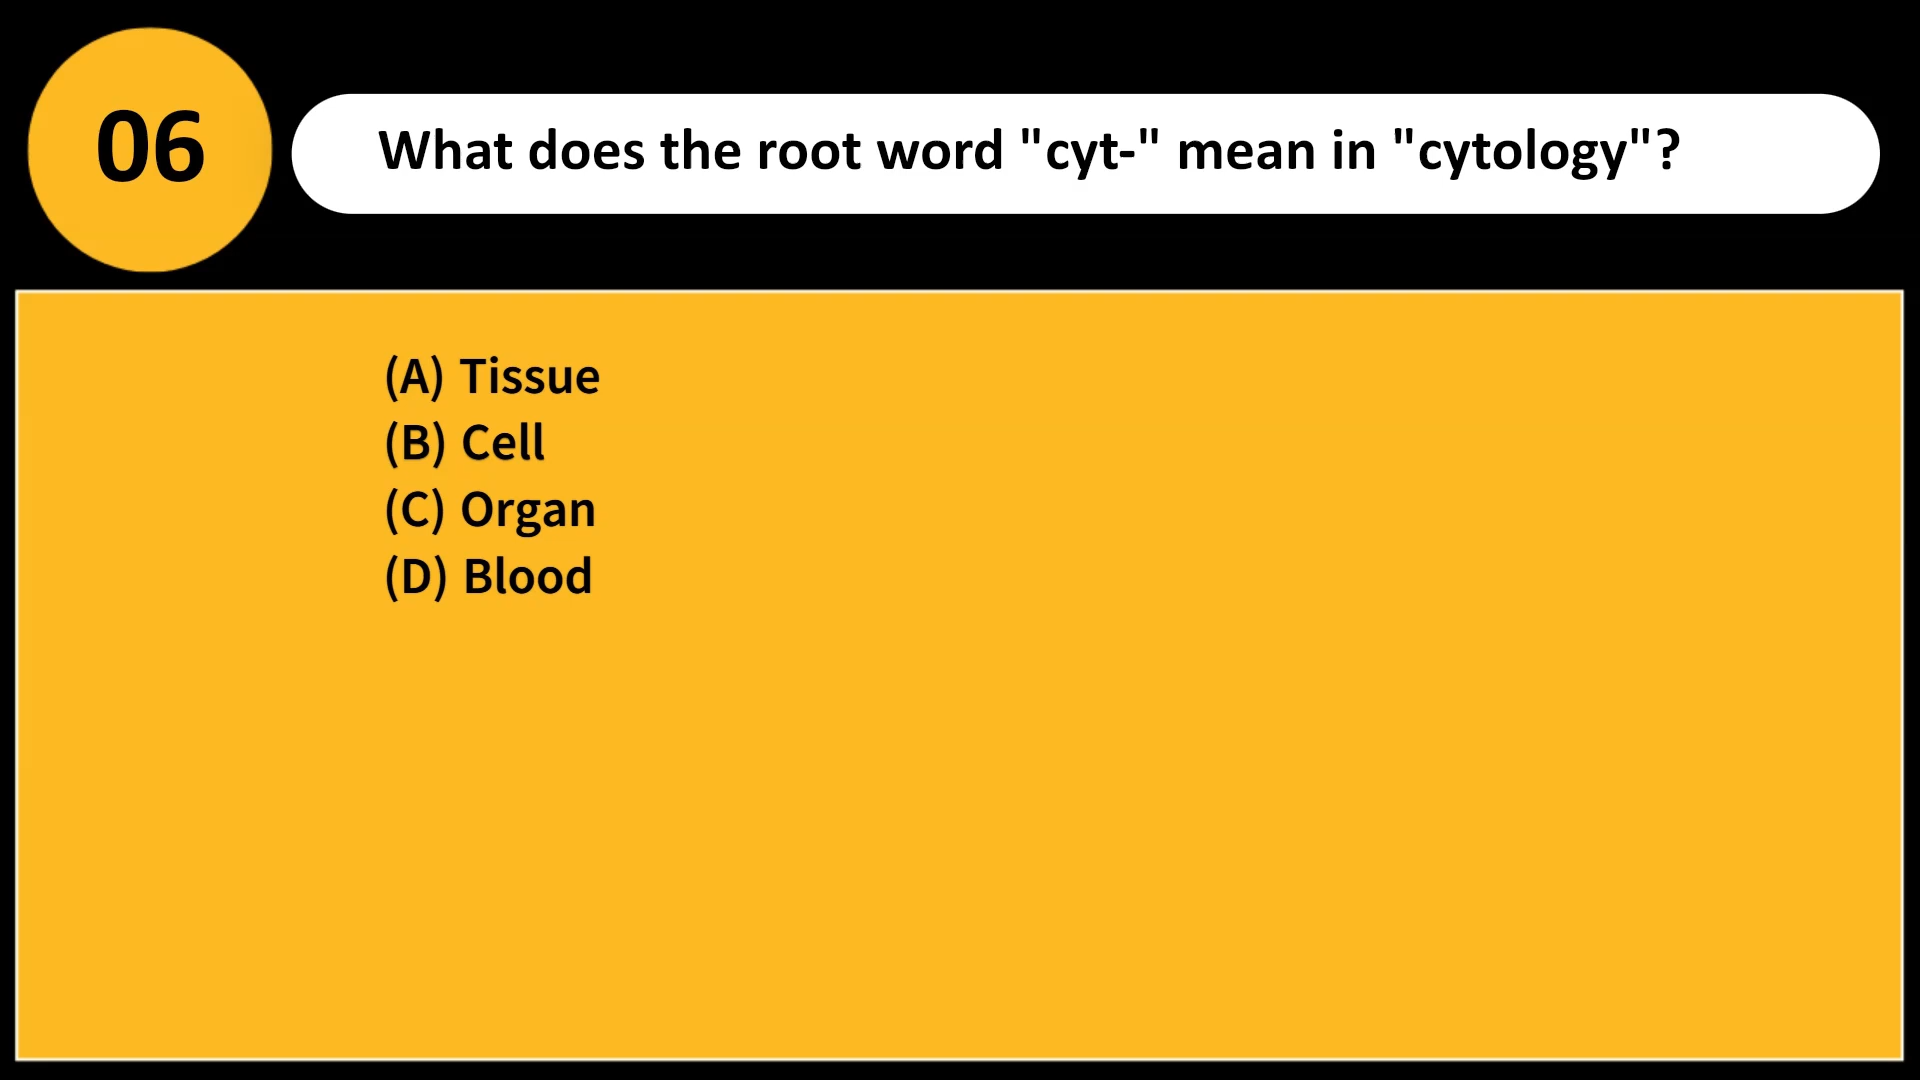 06
What does the root word "cyt-" mean in "cytology"?
(A) Tissue
(B) Cell
(C) Organ
(D) Blood